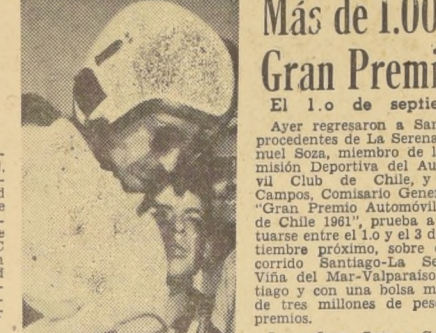 Más de 1.00
Gran Premi
El 1.o de septie
Ayer regresaron a San
procedentes de La Serena
nuel Soza, miembro de l
misión Deportiva del Au
vil Club de Chile, y
Campos, Comisario Gene
"Gran Premio Automóvil
de Chile 1961", prueba a
tuarse entre el 1.o y el 3 d
tiembre próximo, sobre
corrido Santiago-La Se
Viña del Mar-Valparaíso
tiago y con una bolsa m
de tres millones de pes
premios.